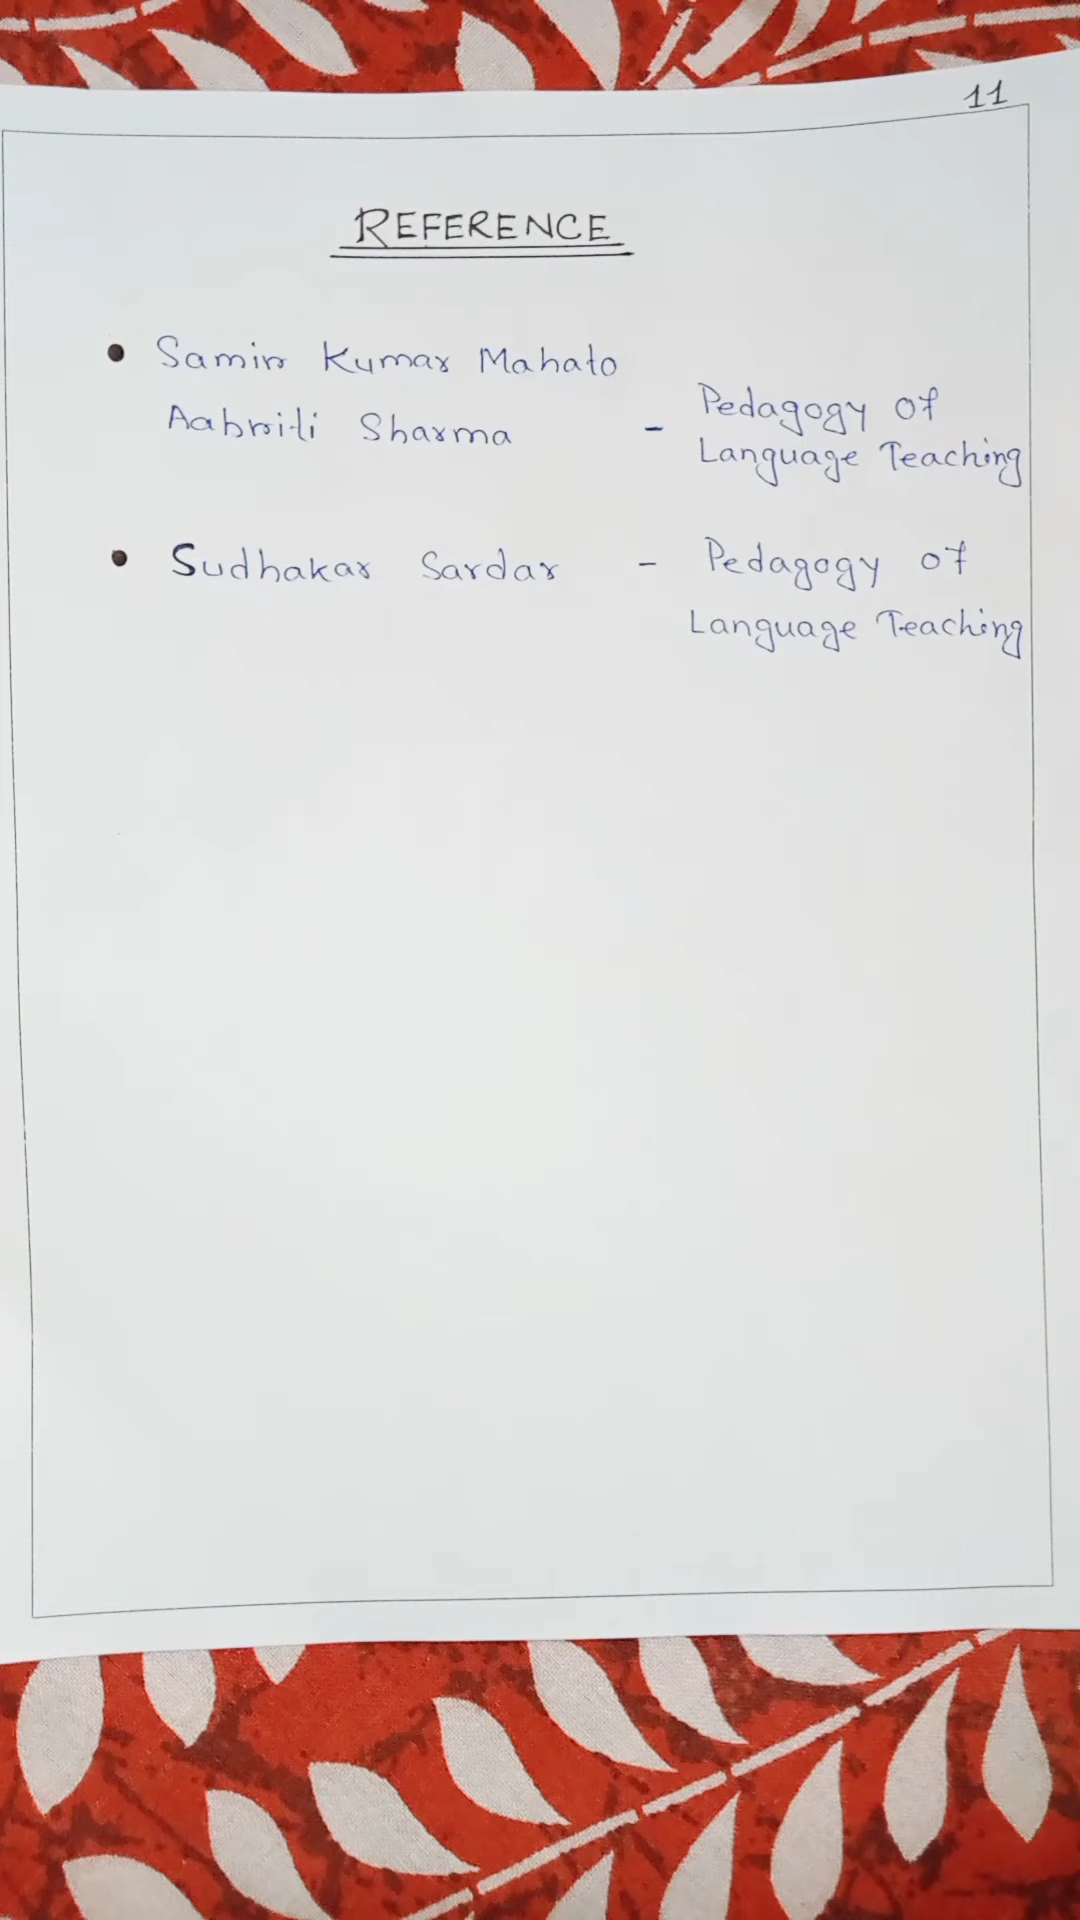 11
REFERENCE
• Samir Kumar Mahato
Aabriti Sharma - Pedagogy of
Language Teaching
• Sudhakar Sardar - Pedagogy of
Language Teaching